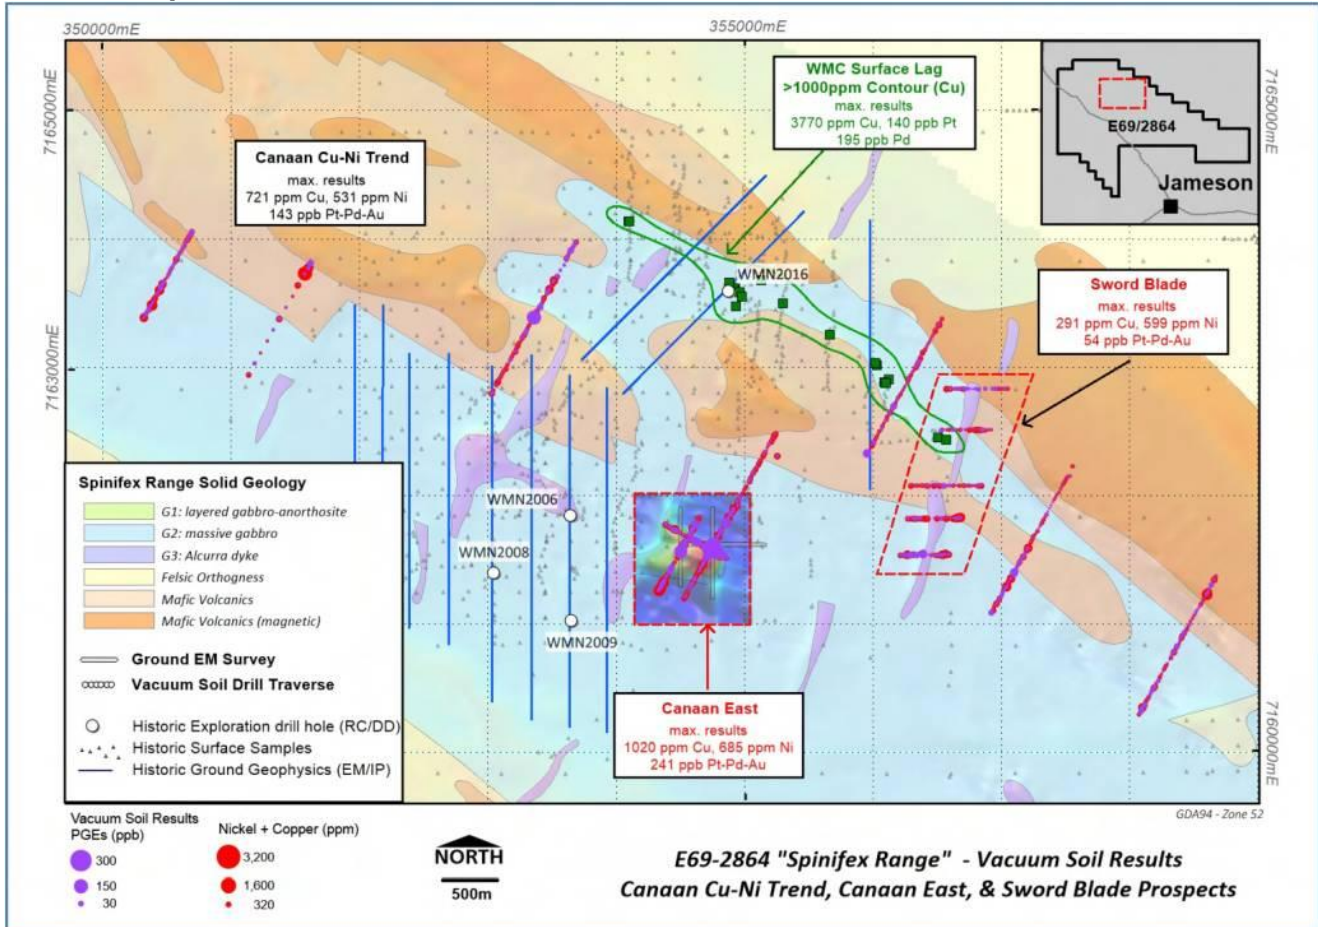 350000mE
355000mE
7165000mE
7165000mE
7163000mE
7160000mE
WMC Surface Lag
>1000ppm Contour (Cu)
max. results
3770 ppm Cu, 140 ppb Pt
195 ppb Pd
E69/2864
Jameson
Canaan Cu-Ni Trend
max. results
721 ppm Cu, 531 ppm Ni
143 ppb Pt-Pd-Au
WMN2016
Sword Blade
max. results
291 ppm Cu, 599 ppm Ni
54 ppb Pt-Pd-Au
WMN2006
WMN2008
WMN2009
Spinifex Range Solid Geology
G1: layered gabbro-anorthosite
G2: massive gabbro
G3: Alcurra dyke
Felsic Orthogness
Mafic Volcanics
Mafic Volcanics (magnetic)
Ground EM Survey
Vacuum Soil Drill Traverse
Historic Exploration drill hole (RC/DD)
Historic Surface Samples
Historic Ground Geophysics (EM/IP)
Canaan East
max. results
1020 ppm Cu, 685 ppm Ni
241 ppb Pt-Pd-Au
GDA94 - Zone 52
Vacuum Soil Results
PGEs (ppb)
300
150
30
Nickel + Copper (ppm)
3,200
1,600
320
NORTH
500m
E69-2864 "Spinifex Range" - Vacuum Soil Results
Canaan Cu-Ni Trend, Canaan East, & Sword Blade Prospects